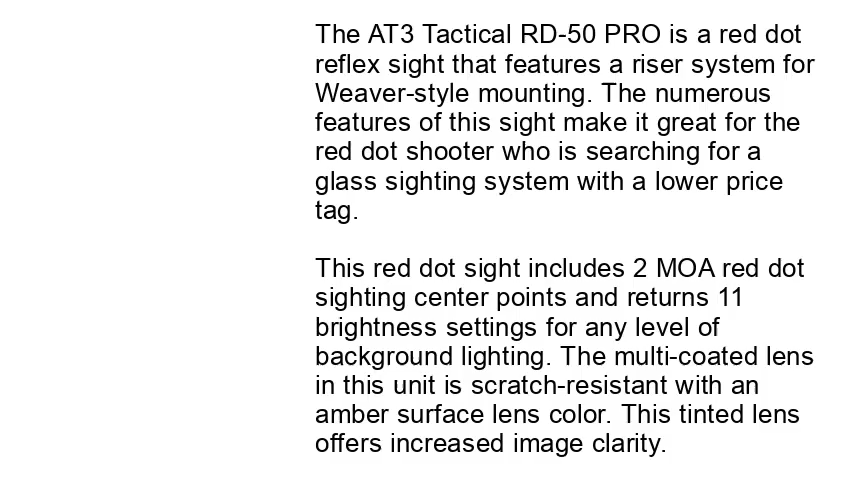 The AT3 Tactical RD-50 PRO is a red dot
reflex sight that features a riser system for
Weaver-style mounting. The numerous
features of this sight make it great for the
red dot shooter who is searching for a
glass sighting system with a lower price
tag.
This red dot sight includes 2 MOA red dot
sighting center points and returns 11
brightness settings for any level of
background lighting. The multi-coated lens
in this unit is scratch-resistant with an
amber surface lens color. This tinted lens
offers increased image clarity.